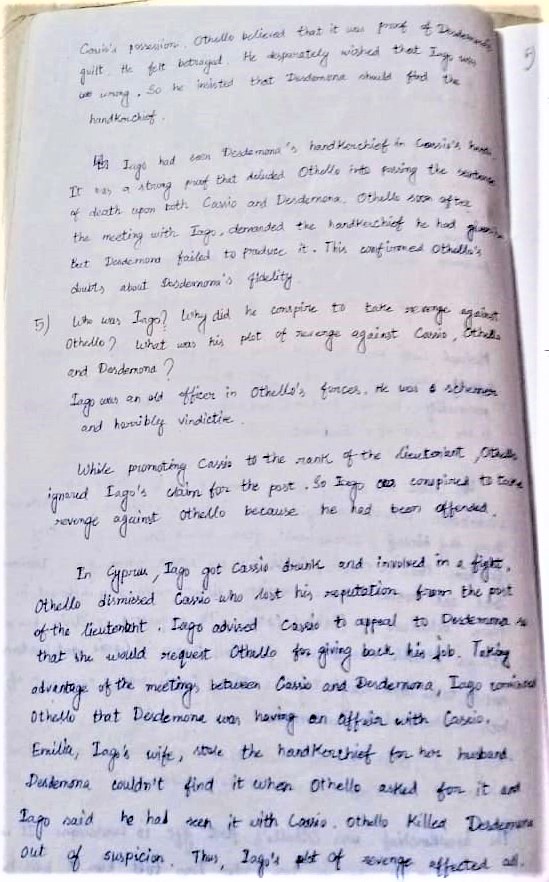 Cassio's possession. Othello believed that it was proof of Desdemona's
guilt. He felt betrayed. He desperately wished that Iago was
wrong. So he insisted that Desdemona should find the
handkerchief.
Iago had seen Desdemona's handkerchief in Cassio's hands.
It was a strong proof that deluded Othello into passing the sentence
of death upon both Cassio and Desdemona. Othello soon after
the meeting with Iago, demanded the handkerchief he had given
But Desdemona failed to produce it. This confirmed Othello's
doubts about Desdemona's fidelity.
5) Who was Iago? Why did he conspire to take revenge against
Othello? What was his plot of revenge against Cassio, Othello
and Desdemona?
Iago was an old officer in Othello's forces. He was a schemer
and horribly vindictive.
While promoting Cassio to the rank of the lieutenant, Othello
ignored Iago's claim for the post. So Iago conspired to take
revenge against Othello because he had been offended.
In Cyprus, Iago got Cassio drunk and involved in a fight.
Othello dismissed Cassio who lost his reputation from the post
of the lieutenant. Iago advised Cassio to appeal to Desdemona so
that she would request Othello for giving back his job. Taking
advantage of the meetings between Cassio and Desdemona, Iago convinced
Othello that Desdemona was having an affair with Cassio.
Emilia, Iago's wife, stole the handkerchief for her husband.
Desdemona couldn't find it when Othello asked for it and
Iago said he had seen it with Cassio. Othello killed Desdemona
out of suspicion. Thus, Iago's plot of revenge affected all.
5)